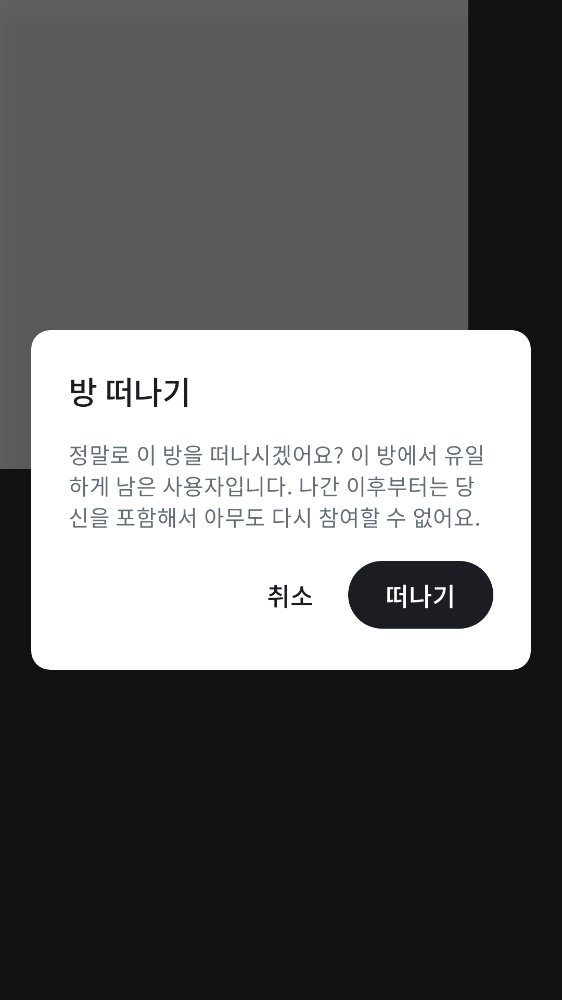 방 떠나기
정말로 이 방을 떠나시겠어요? 이 방에서 유일
하게 남은 사용자입니다. 나간 이후부터는 당
신을 포함해서 아무도 다시 참여할 수 없어요.
취소
떠나기